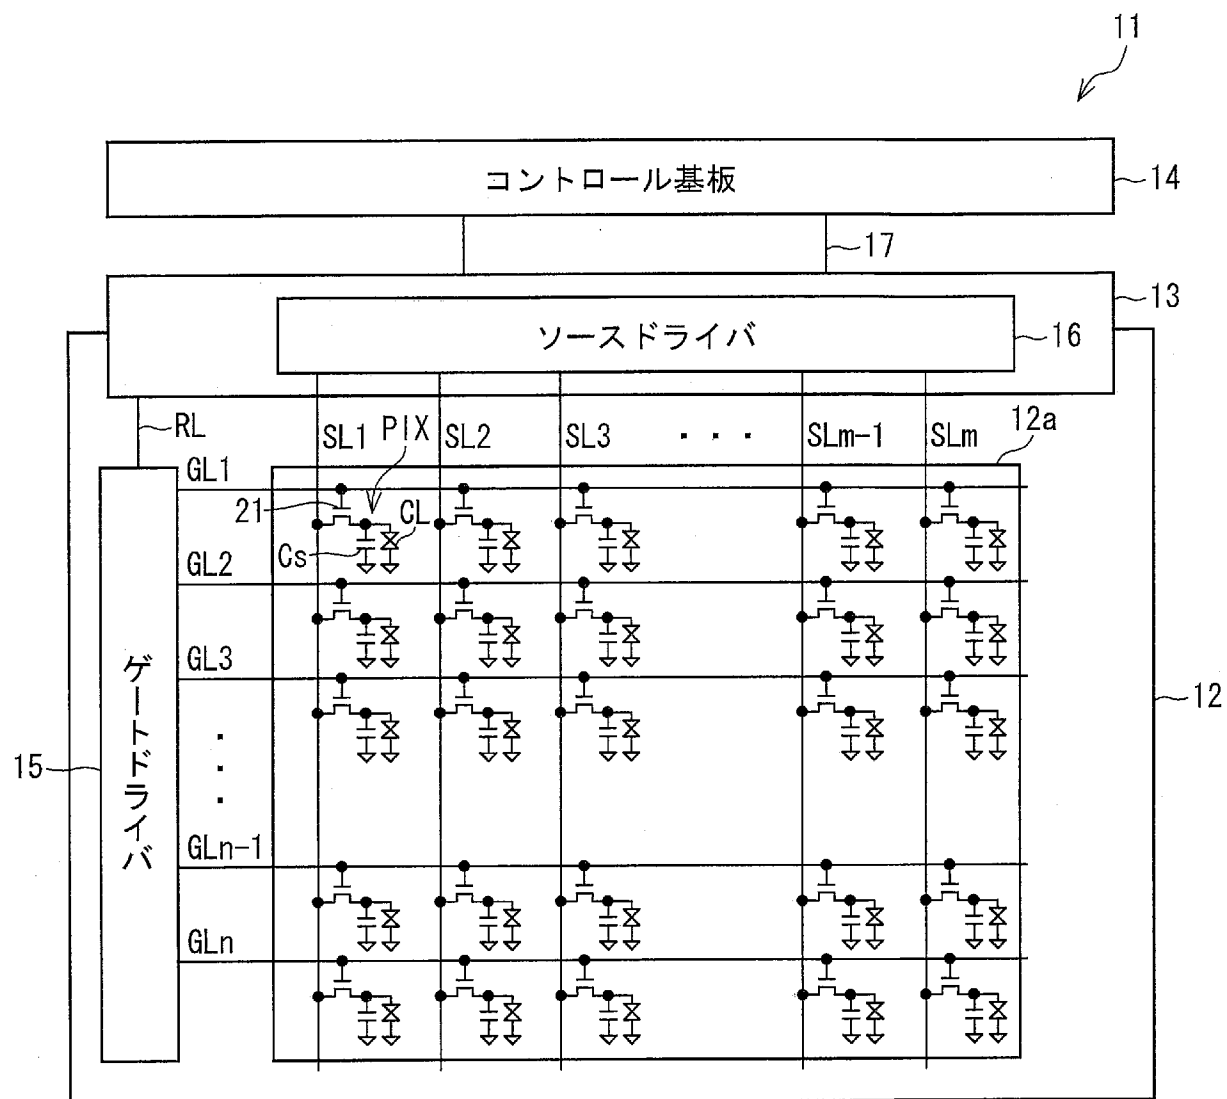 11
コントロール基板
14
17
13
ソースドライバ
16
RL
SL1
PIX
SL2
SL3
・・・
SLm-1
SLm
12a
GL1
21
CL
Cs
GL2
GL3
12
ゲートドライバ
15
・・・
GLn-1
GLn